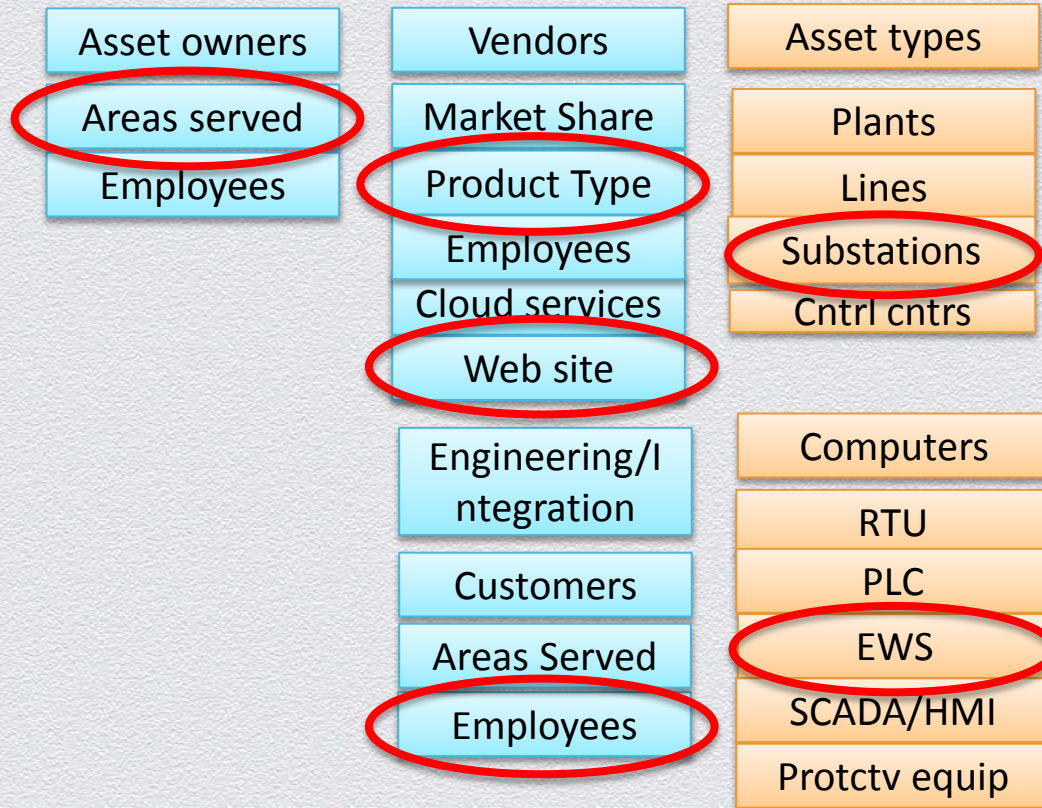 Asset owners
Areas served
Employees
Vendors
Market Share
Product Type
Employees
Cloud services
Web site
Engineering/I
ntegration
Customers
Areas Served
Employees
Asset types
Plants
Lines
Substations
Cntrl cntrs
Computers
RTU
PLC
EWS
SCADA/HMI
Protctv equip